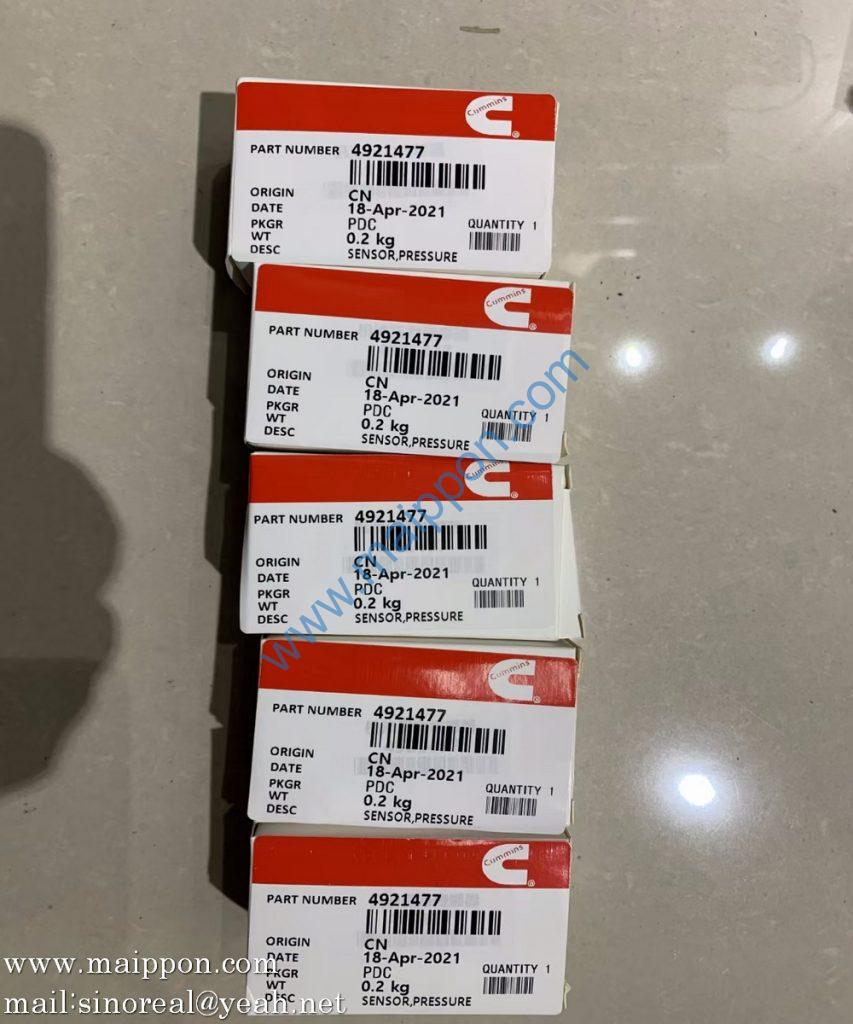 Cummins
PART NUMBER 4921477
ORIGIN CN
DATE 18-Apr-2021
PKGR PDC QUANTITY 1
WT 0.2 kg
DESC SENSOR,PRESSURE
Cummins
PART NUMBER 4921477
ORIGIN CN
DATE 18-Apr-2021
PKGR PDC QUANTITY 1
WT 0.2 kg
DESC SENSOR,PRESSURE
Cummins
PART NUMBER 4921477
ORIGIN CN
DATE 18-Apr-2021
PKGR PDC QUANTITY 1
WT 0.2 kg
DESC SENSOR,PRESSURE
Cummins
PART NUMBER 4921477
ORIGIN CN
DATE 18-Apr-2021
PKGR PDC QUANTITY 1
WT 0.2 kg
DESC SENSOR,PRESSURE
Cummins
PART NUMBER 4921477
ORIGIN CN
DATE 18-Apr-2021
PKGR PDC QUANTITY 1
WT 0.2 kg
DESC SENSOR,PRESSURE
www.maippon.com
www.maippon.com
mail:sinoreal@yeah.net